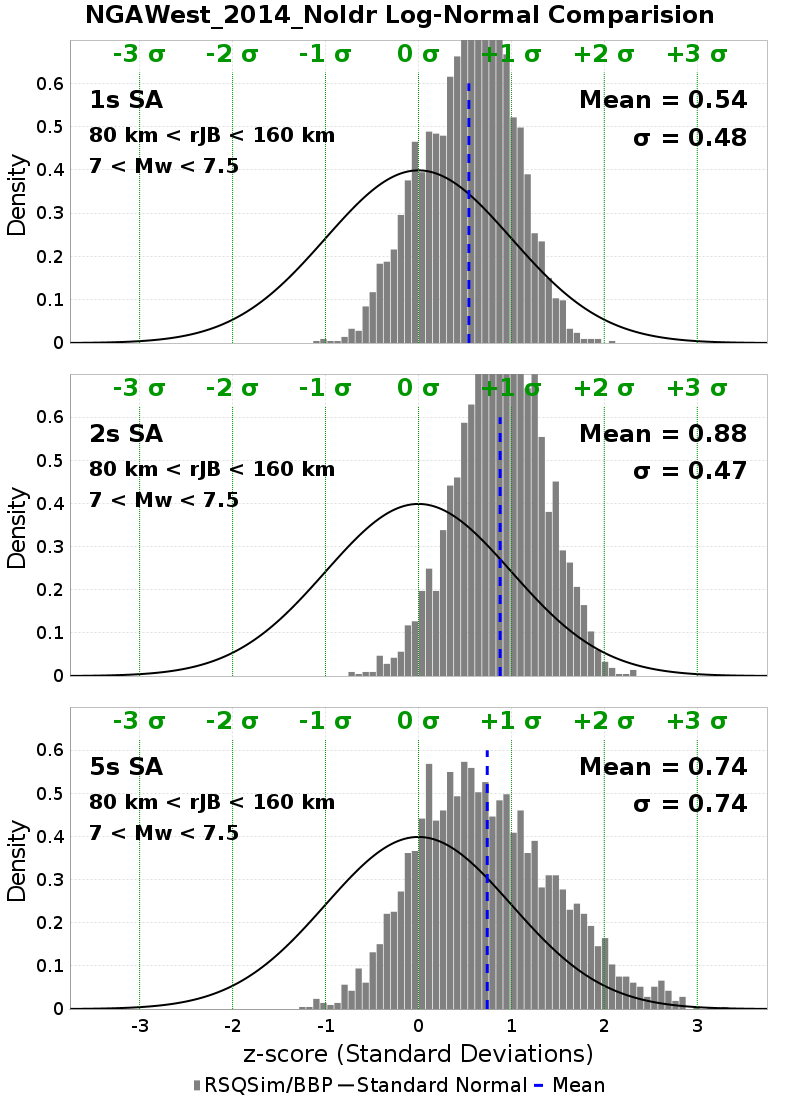 NGAWest_2014_NoIdr Log-Normal Comparision
-3 σ -2 σ -1 σ 0 σ +1 σ +2 σ +3 σ
1s SA
80 km < rJB < 160 km
7 < Mw < 7.5
Mean = 0.54
σ = 0.48
Density
0.6
0.5
0.4
0.3
0.2
0.1
0
-3 σ -2 σ -1 σ 0 σ +1 σ +2 σ +3 σ
2s SA
80 km < rJB < 160 km
7 < Mw < 7.5
Mean = 0.88
σ = 0.47
Density
0.6
0.5
0.4
0.3
0.2
0.1
0
-3 σ -2 σ -1 σ 0 σ +1 σ +2 σ +3 σ
5s SA
80 km < rJB < 160 km
7 < Mw < 7.5
Mean = 0.74
σ = 0.74
Density
0.6
0.5
0.4
0.3
0.2
0.1
0
-3 -2 -1 0 1 2 3
z-score (Standard Deviations)
RSQSim/BBP Standard Normal Mean